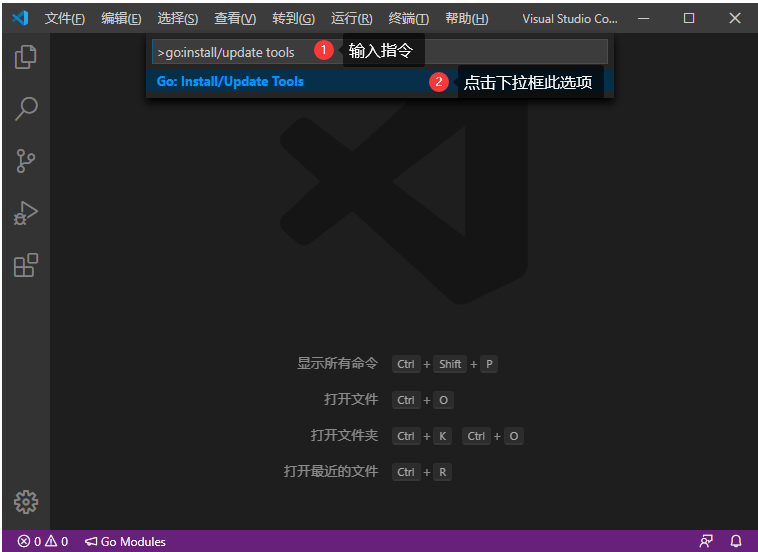 文件(F) 编辑(E) 选择(S) 查看(V) 转到(G) 运行(R) 终端(T) 帮助(H) Visual Studio Co...
>go:install/update tools 1 输入指令
Go: Install/Update Tools 2 点击下拉框此选项
显示所有命令 Ctrl + Shift + P
打开文件 Ctrl + O
打开文件夹 Ctrl + K Ctrl + O
打开最近的文件 Ctrl + R
0 0 Go Modules